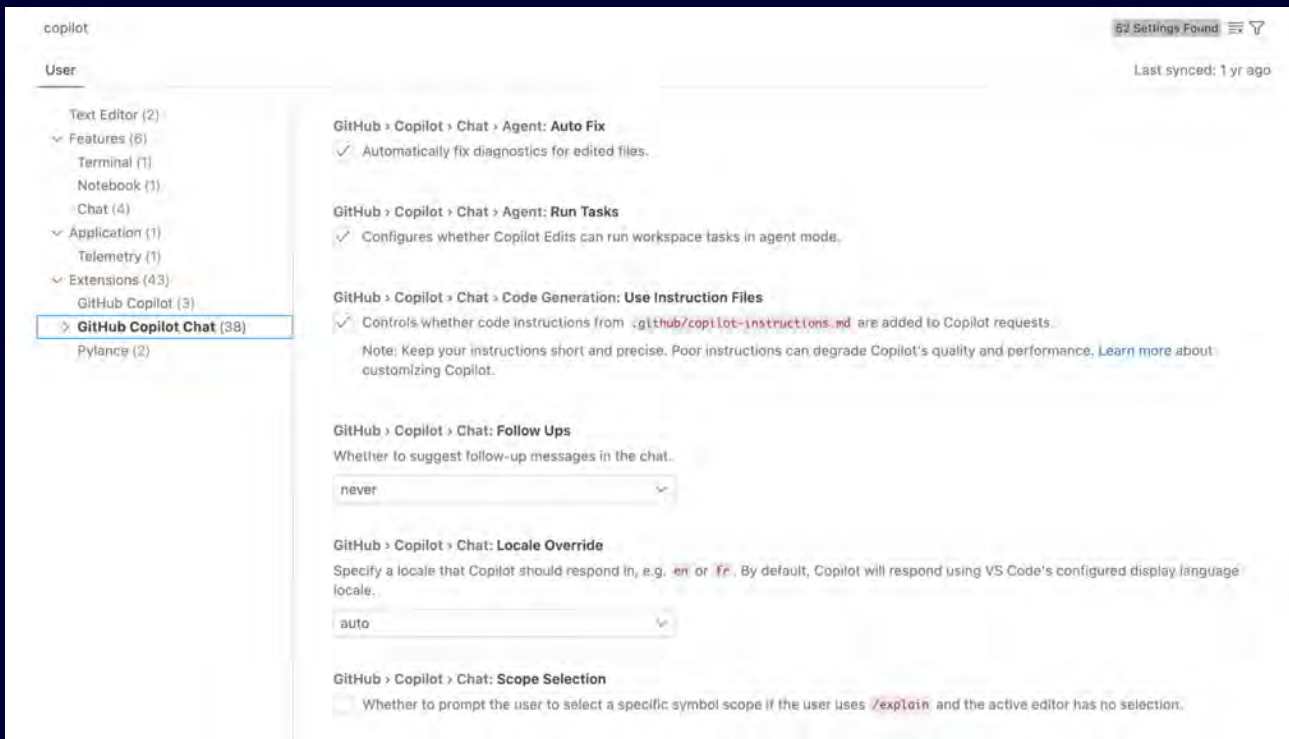 copilot
52 Settings Found
User
Last synced: 1 yr ago
Text Editor (2)
Features (6)
Terminal (1)
Notebook (1)
Chat (4)
Application (1)
Telemetry (1)
Extensions (43)
GitHub Copilot (3)
GitHub Copilot Chat (38)
Pylance (2)
GitHub › Copilot › Chat › Agent: Auto Fix
Automatically fix diagnostics for edited files.
GitHub › Copilot › Chat › Agent: Run Tasks
Configures whether Copilot Edits can run workspace tasks in agent mode.
GitHub › Copilot › Chat › Code Generation: Use Instruction Files
Controls whether code instructions from .github/copilot-instructions.md are added to Copilot requests.
Note: Keep your instructions short and precise. Poor instructions can degrade Copilot's quality and performance. Learn more about
customizing Copilot.
GitHub › Copilot › Chat: Follow Ups
Whether to suggest follow-up messages in the chat.
never
GitHub › Copilot › Chat: Locale Override
Specify a locale that Copilot should respond in, e.g. en or fr. By default, Copilot will respond using VS Code's configured display language
locale.
auto
GitHub › Copilot › Chat: Scope Selection
Whether to prompt the user to select a specific symbol scope if the user uses /explain and the active editor has no selection.